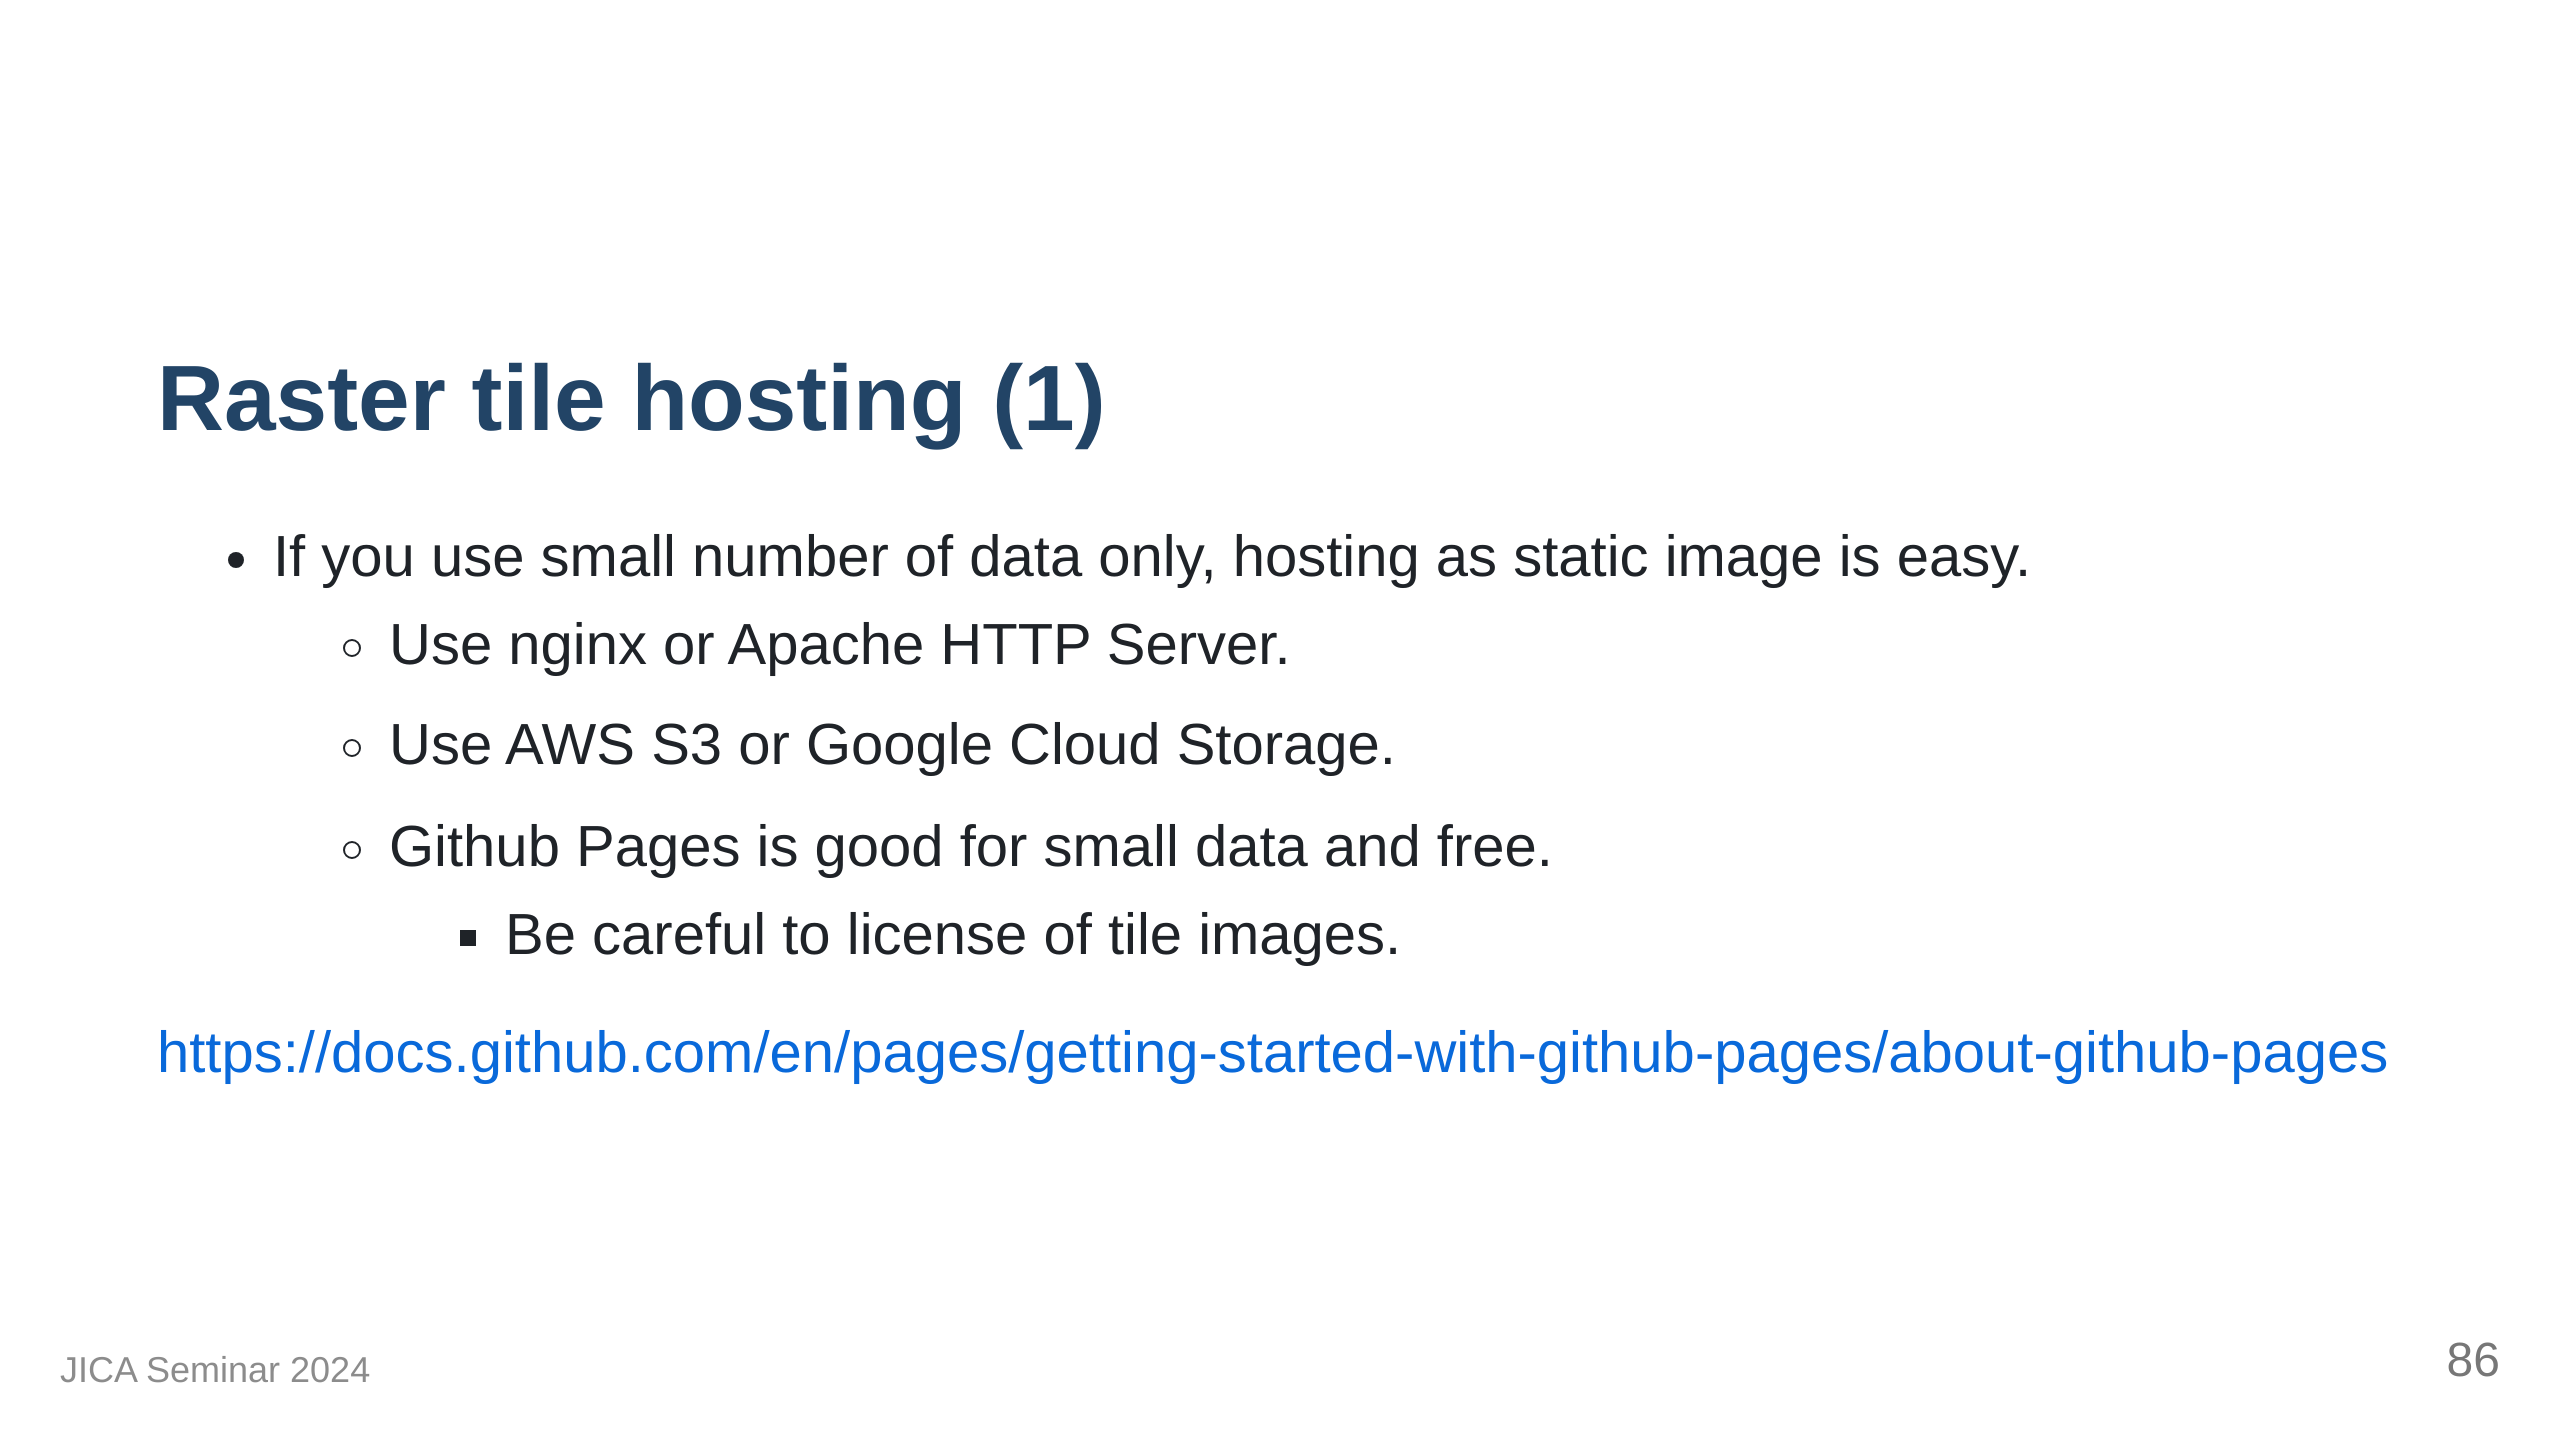 Raster tile hosting (1)
If you use small number of data only, hosting as static image is easy.
Use nginx or Apache HTTP Server.
Use AWS S3 or Google Cloud Storage.
Github Pages is good for small data and free.
Be careful to license of tile images.
https://docs.github.com/en/pages/getting-started-with-github-pages/about-github-pages
JICA Seminar 2024
86